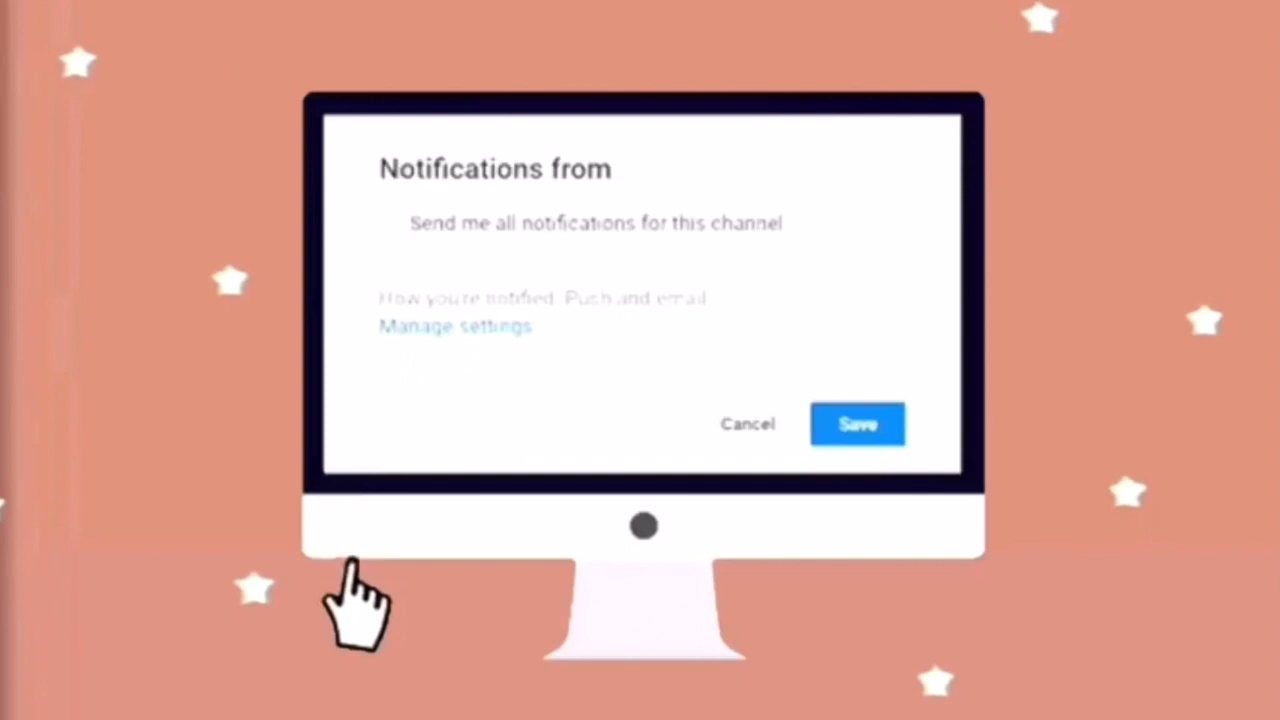 Notifications from
Send me all notifications for this channel
How you're notified: Push and email
Manage settings
Cancel
Save